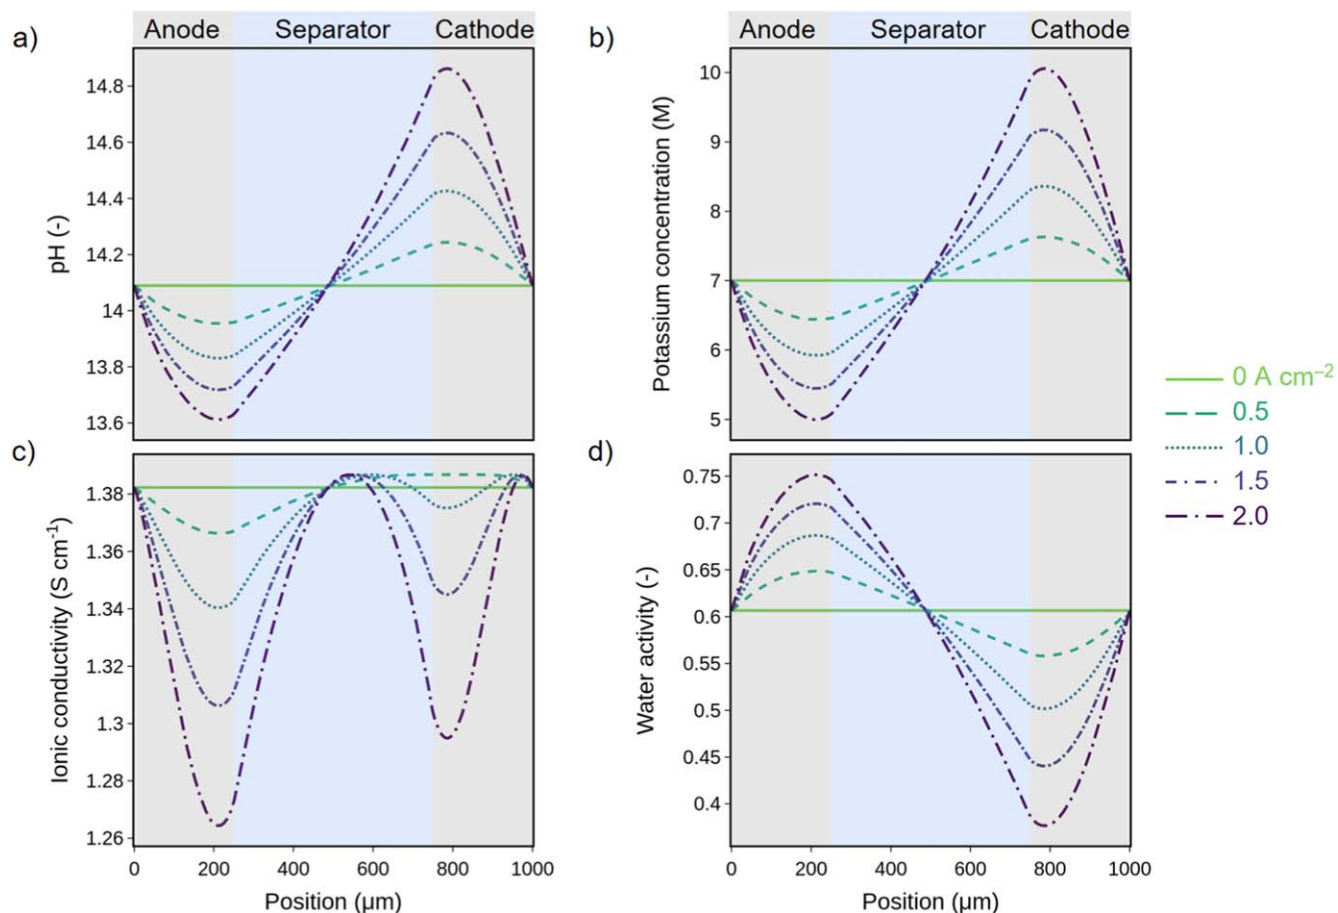 Anode Separator Cathode
a)
pH (-)
14.8
14.6
14.4
14.2
14
13.8
13.6
Anode Separator Cathode
b)
Potassium concentration (M)
10
9
8
7
6
5
c)
Ionic conductivity (S cm⁻¹)
1.38
1.36
1.34
1.32
1.3
1.28
1.26
0 200 400 600 800 1000
Position (μm)
d)
Water activity (-)
0.75
0.7
0.65
0.6
0.55
0.5
0.45
0.4
0 200 400 600 800 1000
Position (μm)
0 A cm⁻²
0.5
1.0
1.5
2.0